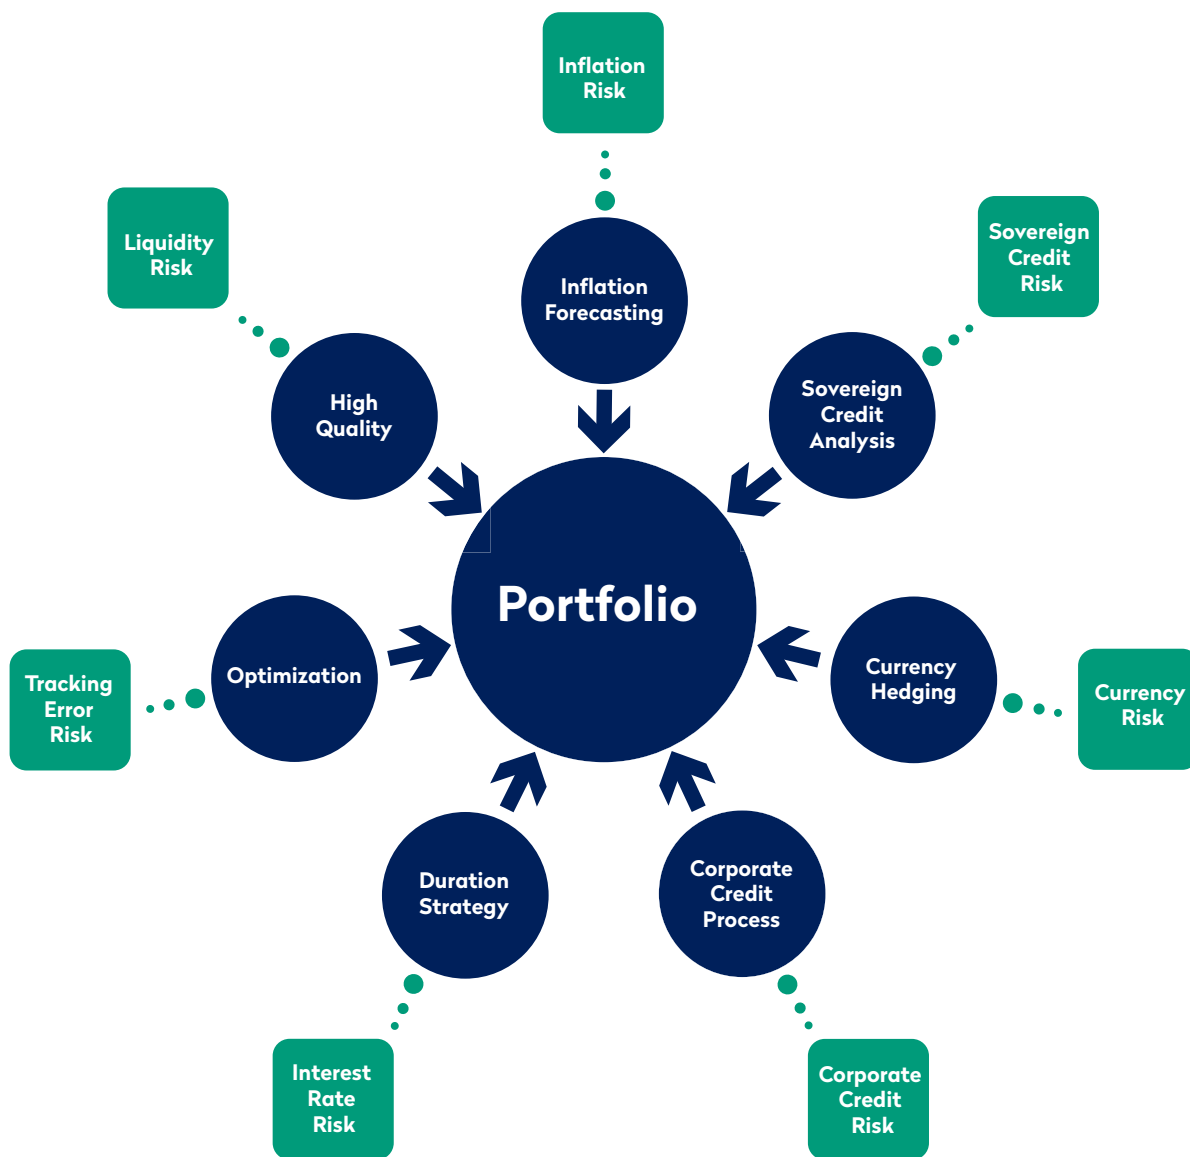 Inflation
Risk
Liquidity
Risk
Sovereign
Credit
Risk
Inflation
Forecasting
High
Quality
Sovereign
Credit
Analysis
Portfolio
Optimization
Tracking
Error
Risk
Currency
Hedging
Currency
Risk
Duration
Strategy
Corporate
Credit
Process
Interest
Rate
Risk
Corporate
Credit
Risk